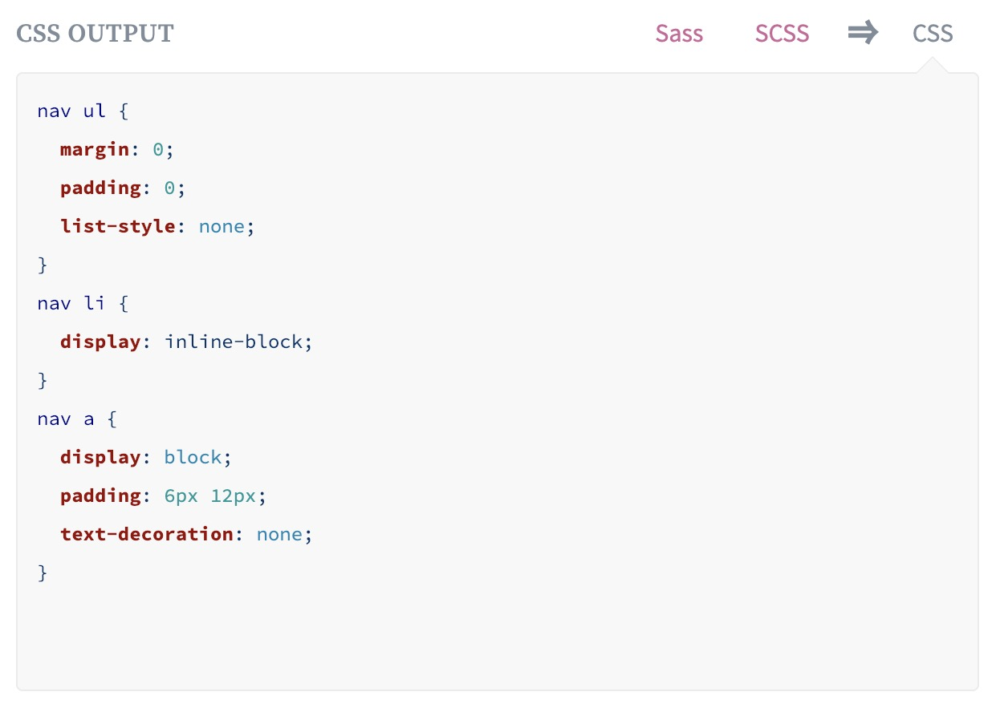 CSS OUTPUT Sass SCSS ⇒ CSS
nav ul {
  margin: 0;
  padding: 0;
  list-style: none;
}
nav li {
  display: inline-block;
}
nav a {
  display: block;
  padding: 6px 12px;
  text-decoration: none;
}